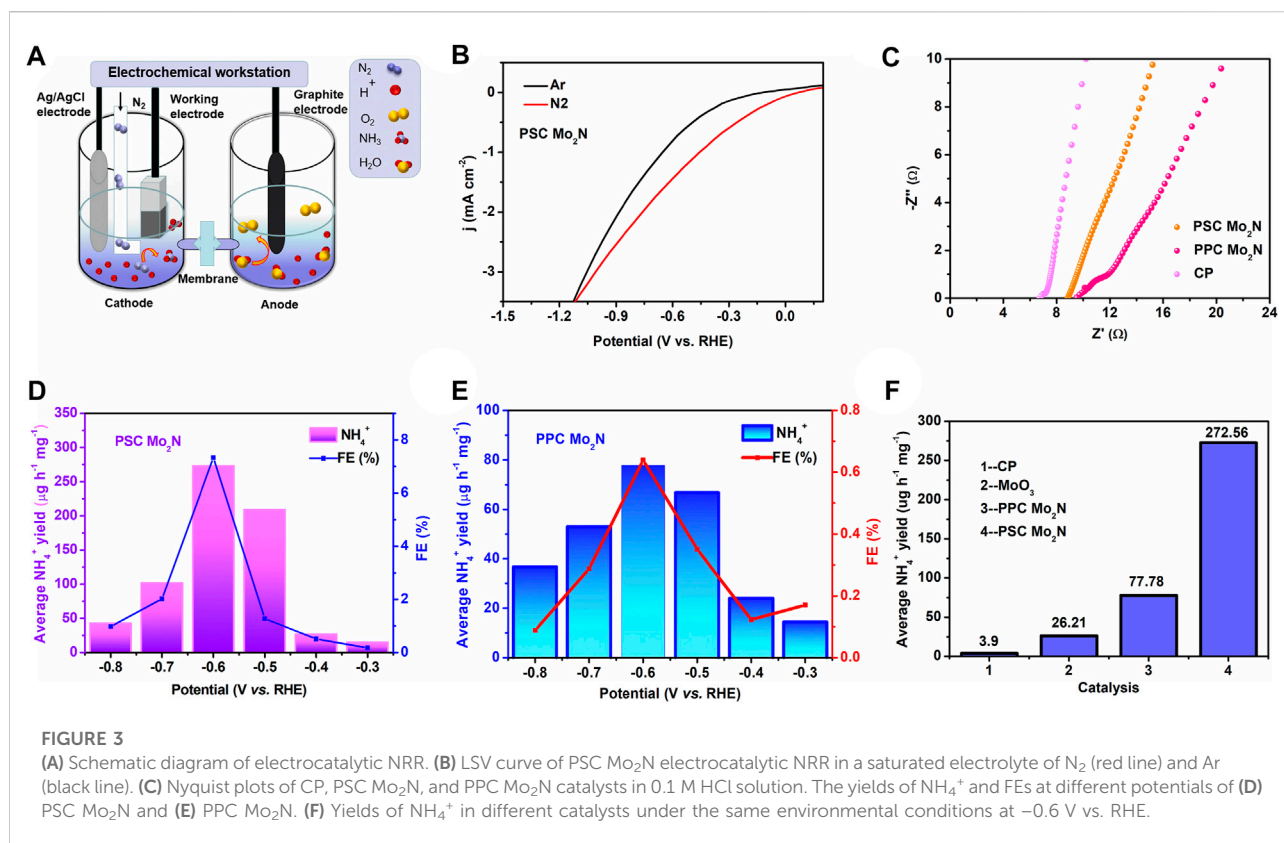 A
Electrochemical workstation
Ag/AgCl
electrode
N₂
Working
electrode
Graphite
electrode
N₂
H⁺
O₂
NH₃
H₂O
Membrane
Cathode
Anode
B
Ar
N2
PSC Mo₂N
j (mA cm⁻²)
0
-1
-2
-3
-1.5 -1.2 -0.9 -0.6 -0.3 0.0
Potential (V vs. RHE)
C
-Z'' (Ω)
10
8
6
4
2
0
PSC Mo₂N
PPC Mo₂N
CP
0 4 8 12 16 20 24
Z' (Ω)
D
PSC Mo₂N
NH₄⁺
FE (%)
Average NH₄⁺ yield (μg h⁻¹ mg⁻¹)
350
300
250
200
150
100
50
0
8
6
4
2
0
FE (%)
-0.8 -0.7 -0.6 -0.5 -0.4 -0.3
Potential (V vs. RHE)
E
PPC Mo₂N
NH₄⁺
FE (%)
Average NH₄⁺ yield (μg h⁻¹ mg⁻¹)
100
80
60
40
20
0
0.8
0.6
0.4
0.2
0.0
FE (%)
-0.8 -0.7 -0.6 -0.5 -0.4 -0.3
Potential (V vs. RHE)
F
Average NH₄⁺ yield (ug h⁻¹ mg⁻¹)
300
250
200
150
100
50
0
1--CP
2--MoO₃
3--PPC Mo₂N
4--PSC Mo₂N
3.9
26.21
77.78
272.56
1 2 3 4
Catalysis
FIGURE 3
(A) Schematic diagram of electrocatalytic NRR. (B) LSV curve of PSC Mo₂N electrocatalytic NRR in a saturated electrolyte of N₂ (red line) and Ar
(black line). (C) Nyquist plots of CP, PSC Mo₂N, and PPC Mo₂N catalysts in 0.1 M HCl solution. The yields of NH₄⁺ and FEs at different potentials of (D)
PSC Mo₂N and (E) PPC Mo₂N. (F) Yields of NH₄⁺ in different catalysts under the same environmental conditions at −0.6 V vs. RHE.